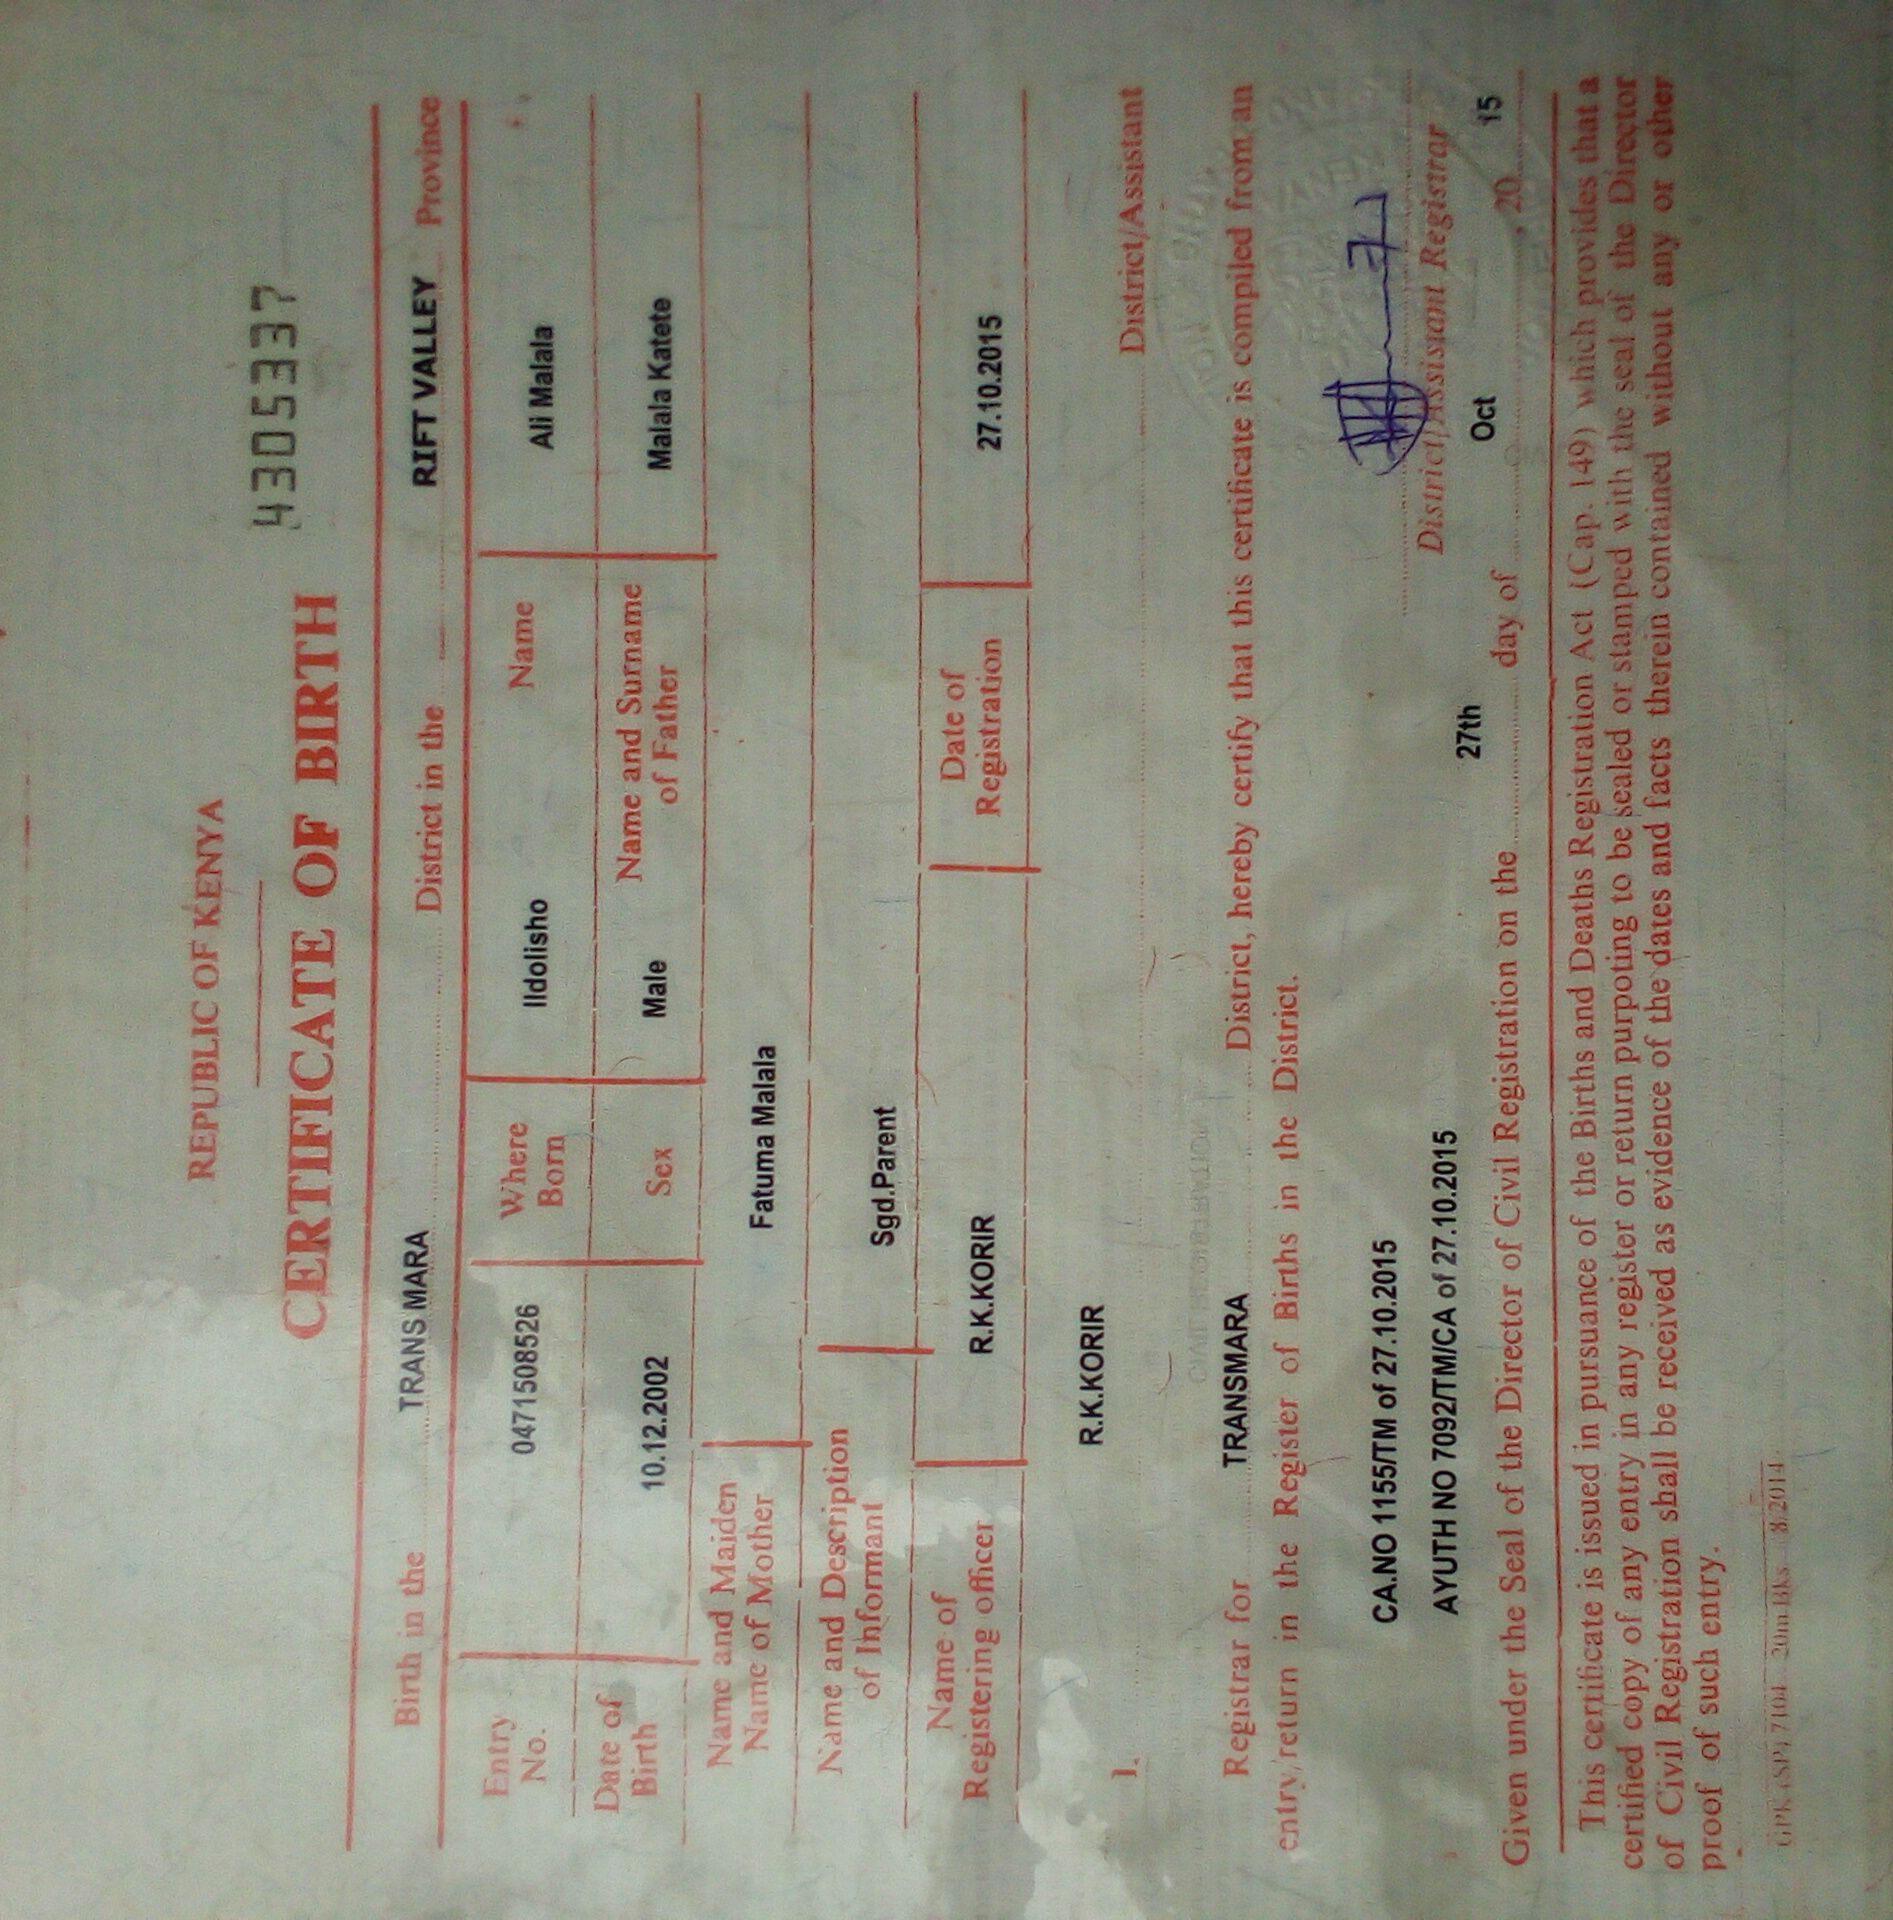 REPUBLIC OF KENYA
4305337
CERTIFICATE OF BIRTH
Birth in the TRANSMARA District in the RIFT VALLEY Province
Entry No. 0471508526 Where Born Ildolisho Name Ali Malala
Date of Birth 10.12.2002 Sex Male Name and Surname of Father Malala Katete
Name and Maiden Name of Mother Fatuma Malala
Name and Description of Informant Sgd.Parent
Name of Registering officer R.K.KORIR Date of Registration 27.10.2015
I, R.K.KORIR District/Assistant
Registrar for TRANSMARA District, hereby certify that this certificate is compiled from an
entry/return in the Register of Births in the District.
CA.NO 1155/TM of 27.10.2015
District/Assistant Registrar
AYUTH NO 7092/TM/CA of 27.10.2015
Given under the Seal of the Director of Civil Registration on the 27th day of Oct , 20 15
This certificate is issued in pursuance of the Births and Deaths Registration Act (Cap. 149) which provides that a
certified copy of any entry in any register or return purpoting to be sealed or stamped with the seal of the Director
of Civil Registration shall be received as evidence of the dates and facts therein contained without any or other
proof of such entry.
GPK (SP) 7104 20m Bks 8/2014